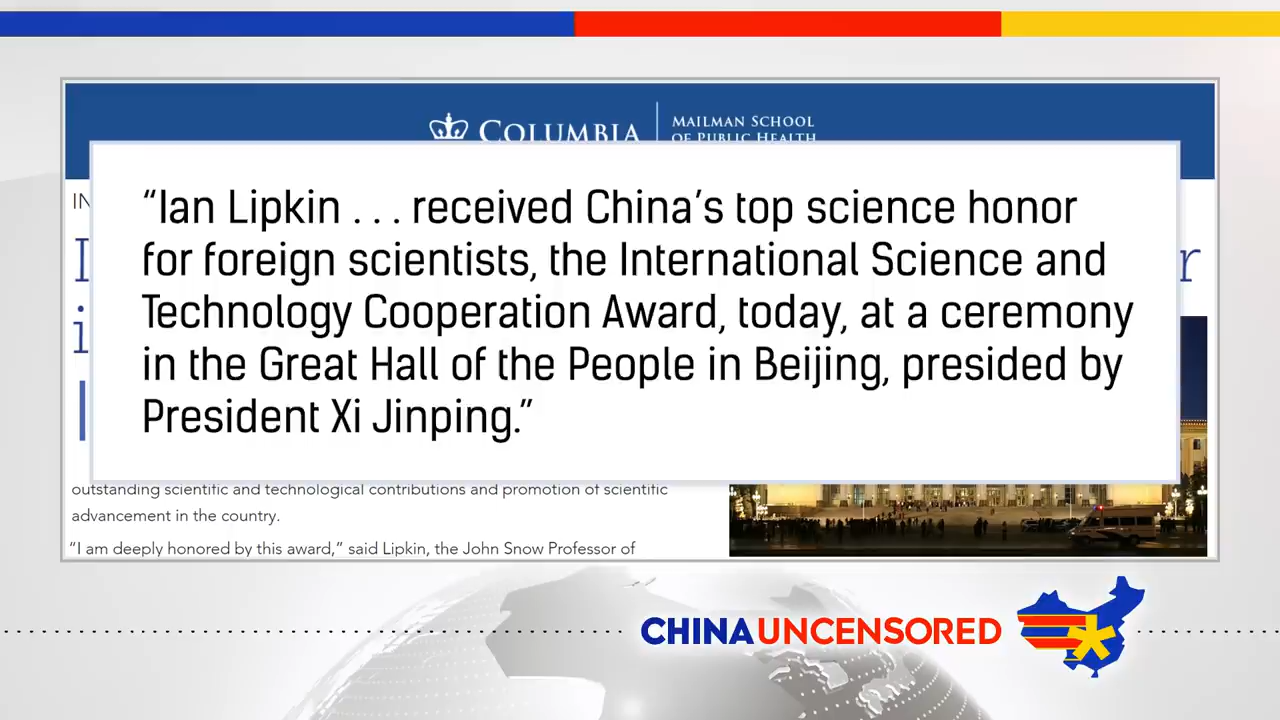 COLUMBIA
MAILMAN SCHOOL
OF PUBLIC HEALTH
IN
“Ian Lipkin . . . received China’s top science honor
for foreign scientists, the International Science and
Technology Cooperation Award, today, at a ceremony
in the Great Hall of the People in Beijing, presided by
President Xi Jinping.”
outstanding scientific and technological contributions and promotion of scientific
advancement in the country.
“I am deeply honored by this award,” said Lipkin, the John Snow Professor of
CHINA UNCENSORED